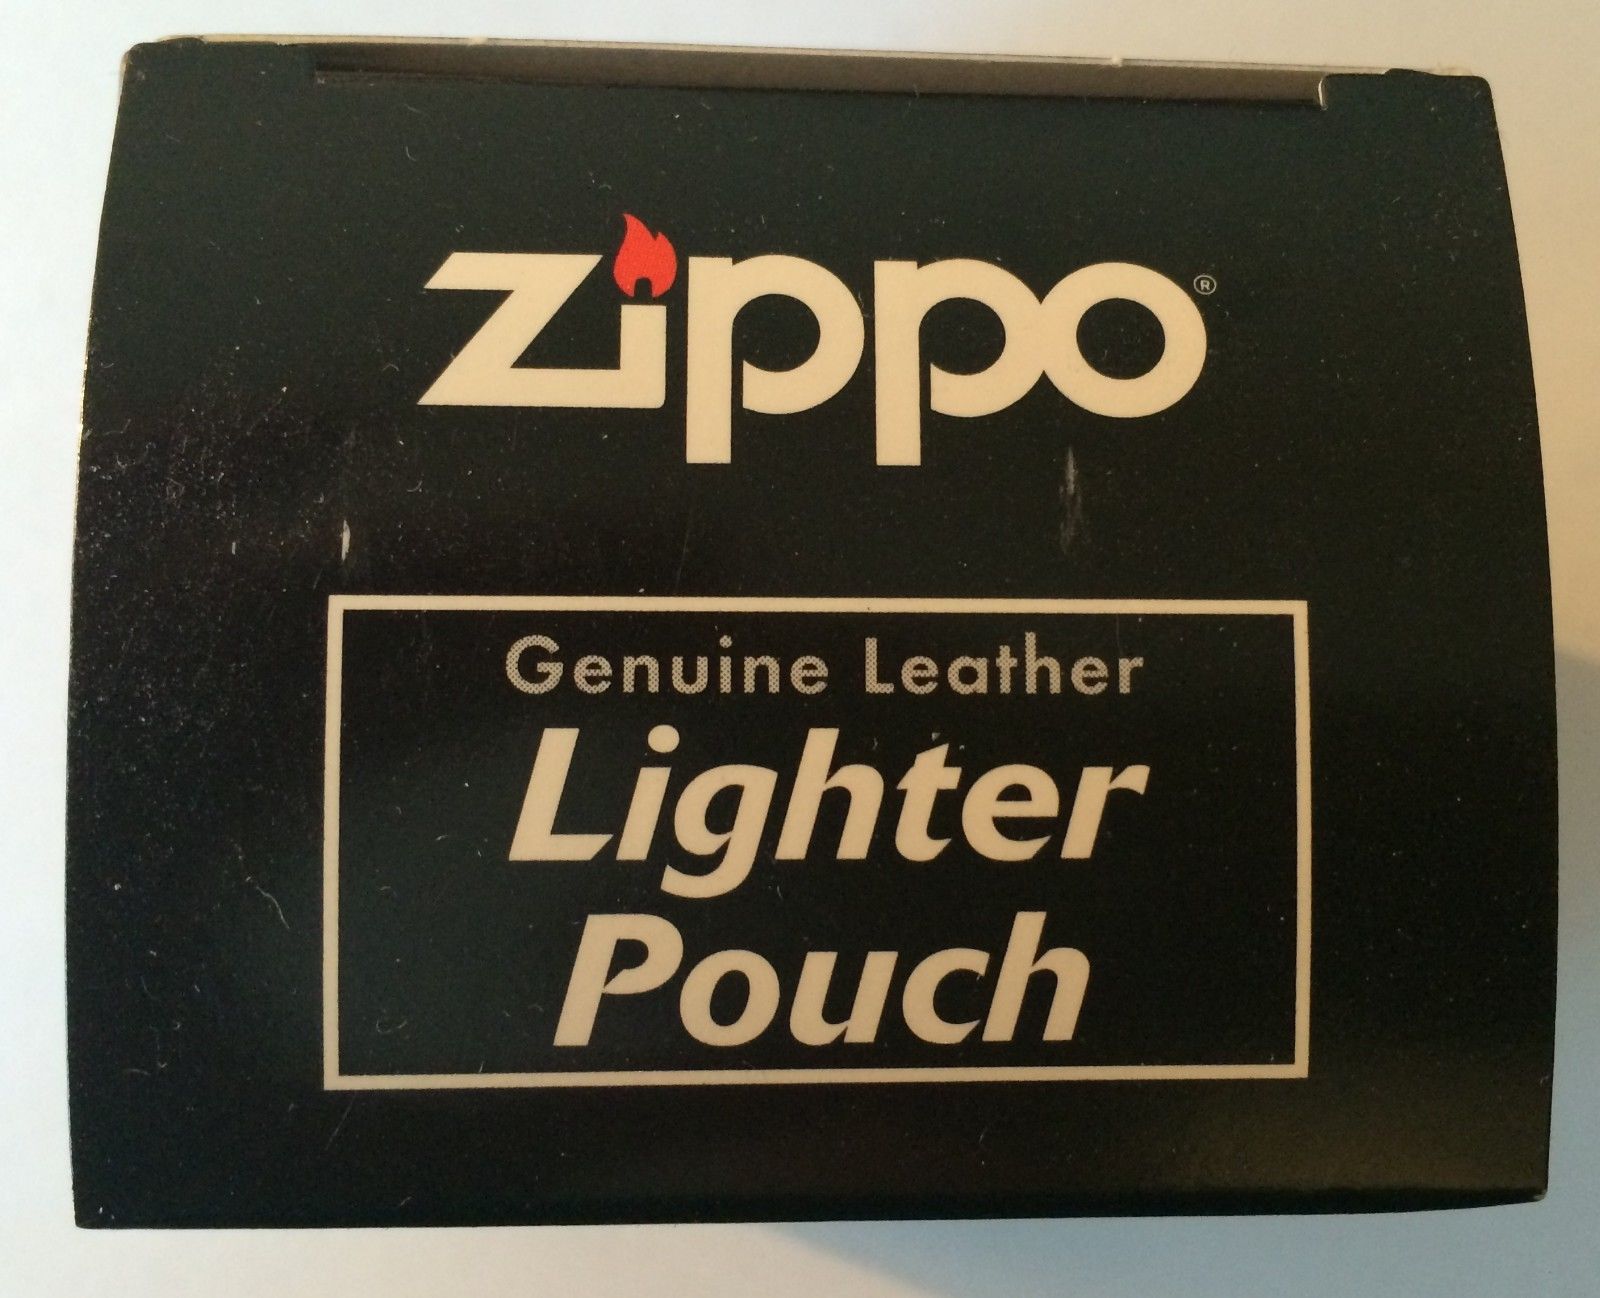 Zippo®
Genuine Leather
Lighter
Pouch